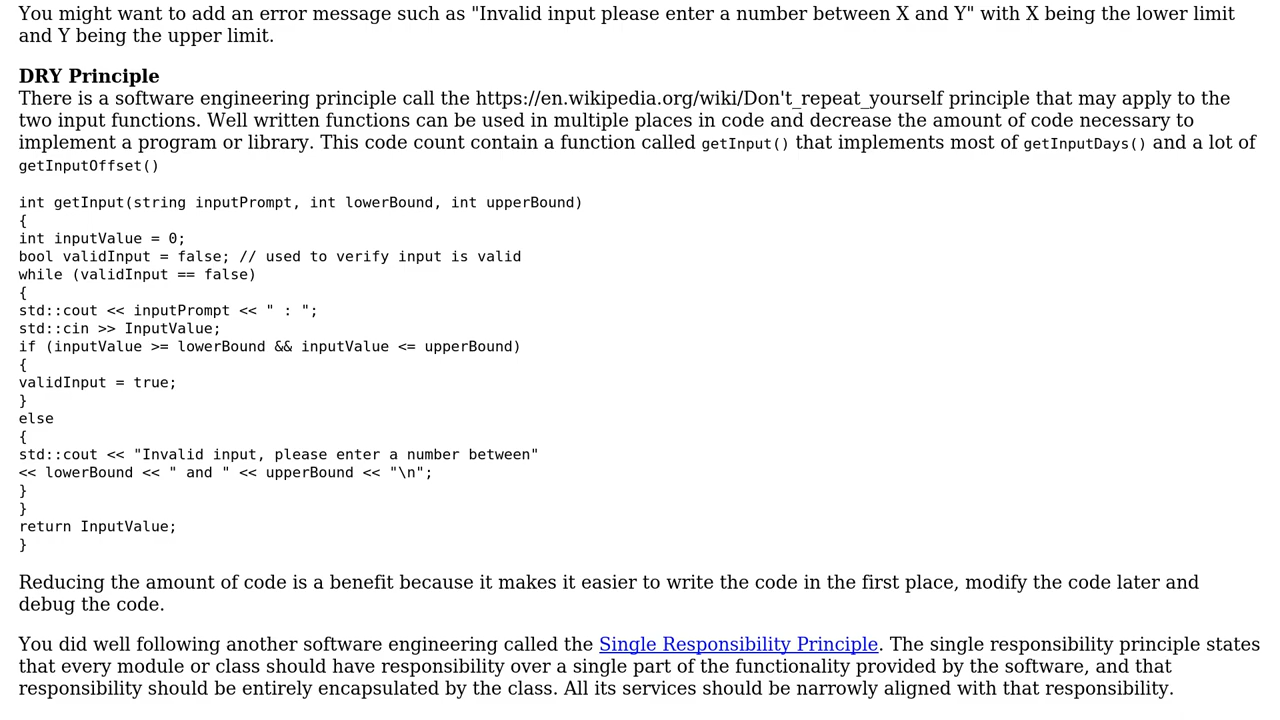 You might want to add an error message such as "Invalid input please enter a number between X and Y" with X being the lower limit
and Y being the upper limit.
DRY Principle
There is a software engineering principle call the https://en.wikipedia.org/wiki/Don't_repeat_yourself principle that may apply to the
two input functions. Well written functions can be used in multiple places in code and decrease the amount of code necessary to
implement a program or library. This code count contain a function called getInput() that implements most of getInputDays() and a lot of
getInputOffset()
int getInput(string inputPrompt, int lowerBound, int upperBound)
{
int inputValue = 0;
bool validInput = false; // used to verify input is valid
while (validInput == false)
{
std::cout << inputPrompt << " : ";
std::cin >> InputValue;
if (inputValue >= lowerBound && inputValue <= upperBound)
{
validInput = true;
}
else
{
std::cout << "Invalid input, please enter a number between"
<< lowerBound << " and " << upperBound << "\n";
}
}
return InputValue;
}
Reducing the amount of code is a benefit because it makes it easier to write the code in the first place, modify the code later and
debug the code.
You did well following another software engineering called the Single Responsibility Principle. The single responsibility principle states
that every module or class should have responsibility over a single part of the functionality provided by the software, and that
responsibility should be entirely encapsulated by the class. All its services should be narrowly aligned with that responsibility.